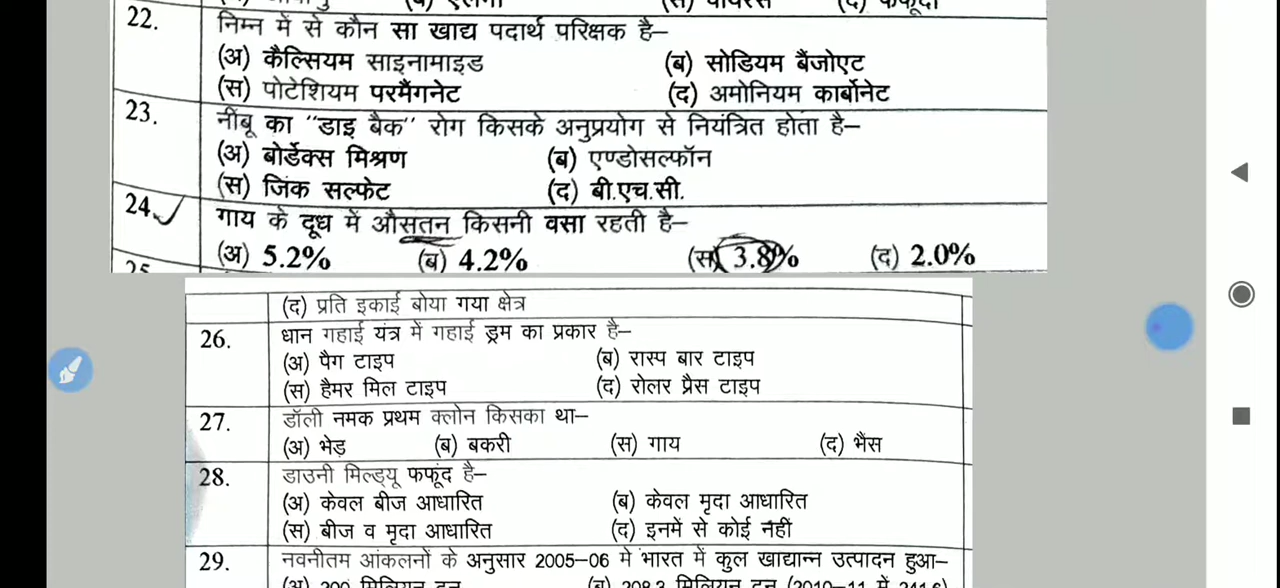 22. निम्न में से कौन सा खाद्य पदार्थ परिक्षक है–
(अ) कैल्सियम साइनामाइड (ब) सोडियम बैंजोएट
(स) पोटेशियम परमैंगनेट (द) अमोनियम कार्बोनेट
23. नींबू का "डाइ बैक" रोग किसके अनुप्रयोग से नियंत्रित होता है–
(अ) बोर्डेक्स मिश्रण (ब) एण्डोसल्फॉन
(स) जिंक सल्फेट (द) बी.एच.सी.
24. गाय के दूध में औसतन किसनी वसा रहती है–
(अ) 5.2% (ब) 4.2% (स) 3.8% (द) 2.0%
25
(द) प्रति इकाई बोया गया क्षेत्र
26. धान गहाई यंत्र में गहाई ड्रम का प्रकार है–
(अ) पैग टाइप (ब) रास्प बार टाइप
(स) हैमर मिल टाइप (द) रोलर प्रैस टाइप
27. डॉली नमक प्रथम क्लोन किसका था–
(अ) भेड़ (ब) बकरी (स) गाय (द) भैंस
28. डाउनी मिल्ड्यू फफूंद है–
(अ) केवल बीज आधारित (ब) केवल मृदा आधारित
(स) बीज व मृदा आधारित (द) इनमें से कोई नहीं
29. नवनीतम आंकलनों के अनुसार 2005–06 मे भारत में कुल खाद्यान्न उत्पादन हुआ–